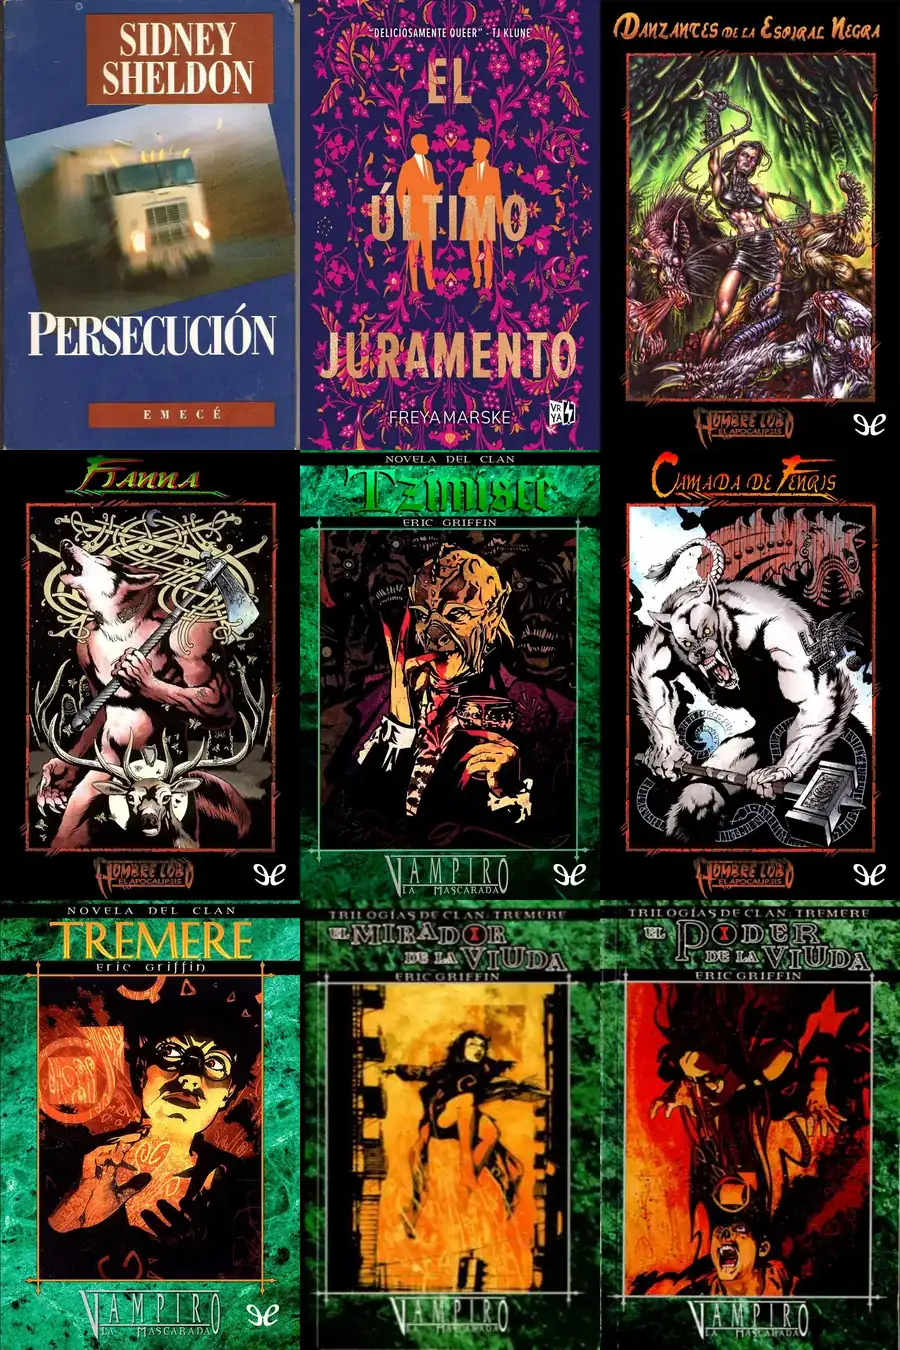 SIDNEY
SHELDON
PERSECUCIÓN
EMECÉ
"DELICIOSAMENTE QUEER" - TJ KLUNE
EL
ÚLTIMO
JURAMENTO
FREYA MARSKE
VR
YA
DANZANTES DE LA ESPIRAL NEGRA
HOMBRE LOBO
EL APOCALIPSIS
FIANNA
HOMBRE LOBO
EL APOCALIPSIS
NOVELA DEL CLAN
TZIMISCE
ERIC GRIFFIN
VAMPIRO
LA MASCARADA
CAMADA DE FENRIS
HOMBRE LOBO
EL APOCALIPSIS
NOVELA DEL CLAN
TREMERE
Eric Griffin
VAMPIRO
LA MASCARADA
TRILOGÍAS DE CLAN: TREMERE
EL MIRADOR
DE LA VIUDA
ERIC GRIFFIN
VAMPIRO
LA MASCARADA
TRILOGÍAS DE CLAN: TREMERE
EL PODER
DE LA VIUDA
ERIC GRIFFIN
VAMPIRO
LA MASCARADA